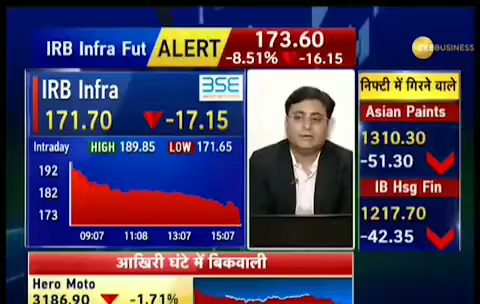 IRB Infra Fut
ALERT
173.60
-8.51% -16.15
ZEE BUSINESS
IRB Infra
BSE
171.70 -17.15
Intraday HIGH 189.85 LOW 171.65
192
182
173
09:07 11:08 13:07 15:07
निफ्टी में गिरने वाले
Asian Paints
1310.30
-51.30
IB Hsg Fin
1217.70
-42.35
आखिरी घंटे में बिकवाली
Hero Moto
3186.90 -1.71%